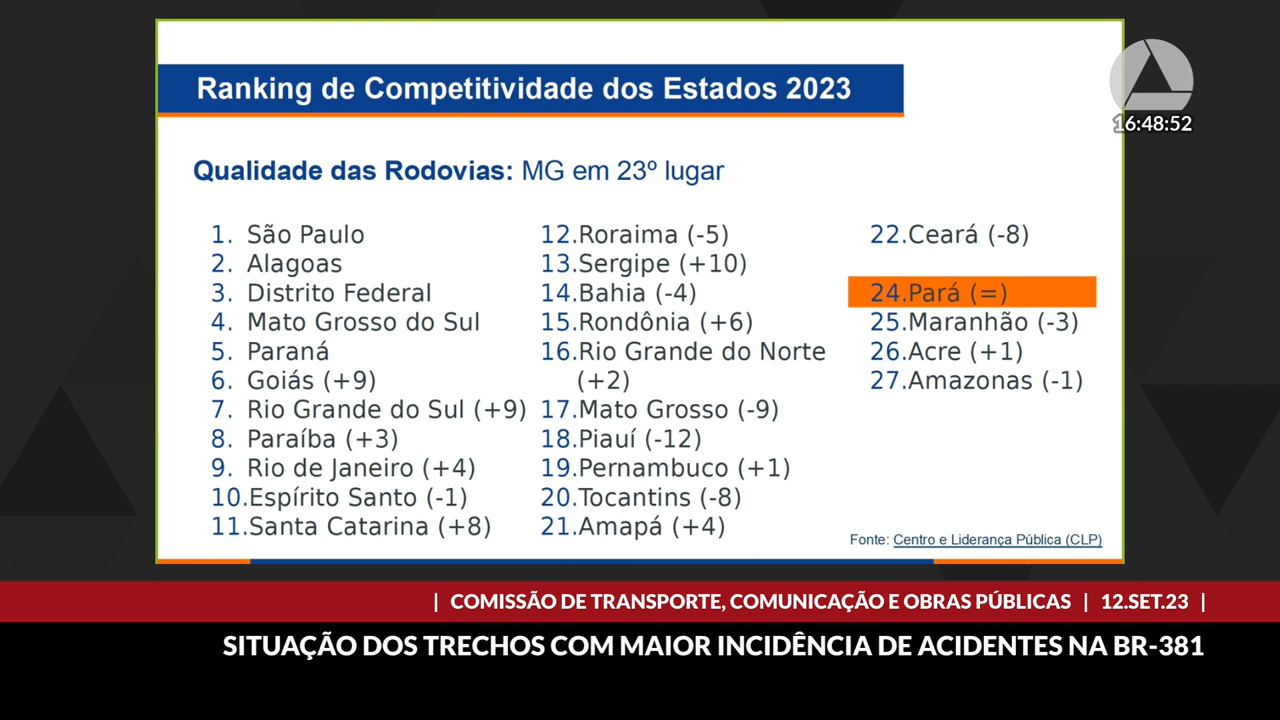 Ranking de Competitividade dos Estados 2023
16:48:52
Qualidade das Rodovias: MG em 23º lugar
1. São Paulo
2. Alagoas
3. Distrito Federal
4. Mato Grosso do Sul
5. Paraná
6. Goiás (+9)
7. Rio Grande do Sul (+9)
8. Paraíba (+3)
9. Rio de Janeiro (+4)
10.Espírito Santo (-1)
11.Santa Catarina (+8)
12.Roraima (-5)
13.Sergipe (+10)
14.Bahia (-4)
15.Rondônia (+6)
16.Rio Grande do Norte
(+2)
17.Mato Grosso (-9)
18.Piauí (-12)
19.Pernambuco (+1)
20.Tocantins (-8)
21.Amapá (+4)
22.Ceará (-8)
24.Pará (=)
25.Maranhão (-3)
26.Acre (+1)
27.Amazonas (-1)
Fonte: Centro e Liderança Pública (CLP)
| COMISSÃO DE TRANSPORTE, COMUNICAÇÃO E OBRAS PÚBLICAS | 12.SET.23 |
SITUAÇÃO DOS TRECHOS COM MAIOR INCIDÊNCIA DE ACIDENTES NA BR-381